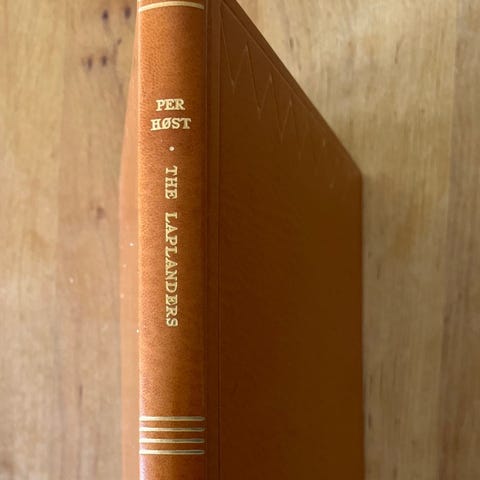 PER
HØST
• THE LAPLANDERS